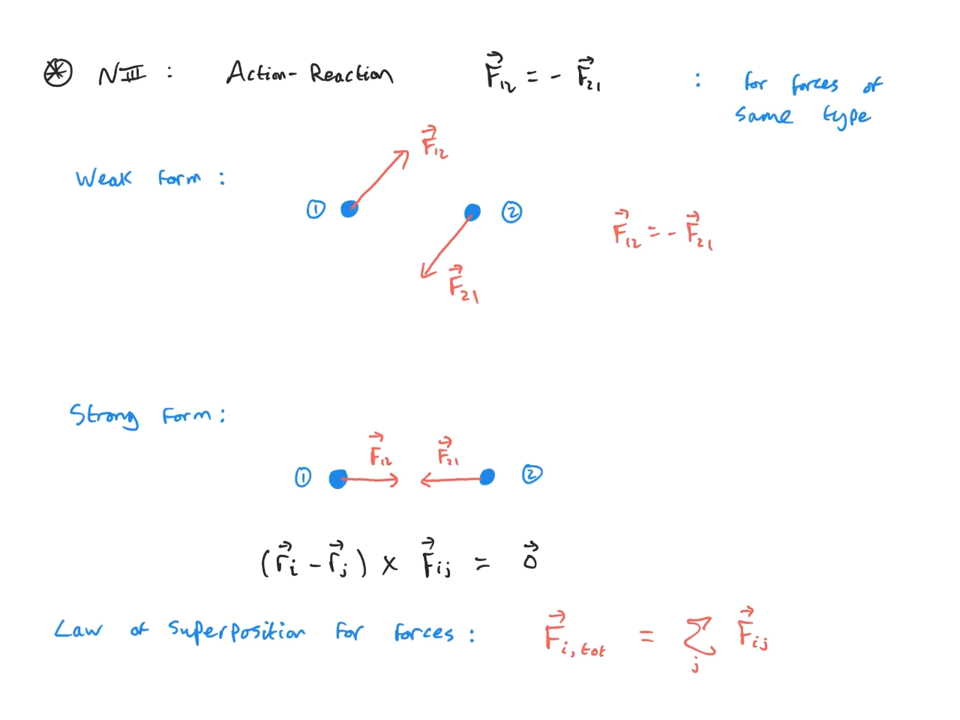 ⊛ NIII : Action-Reaction F⃗₁₂ = - F⃗₂₁ : for forces of
same type
Weak form :
F⃗₁₂
① ②
F⃗₁₂ = - F⃗₂₁
F⃗₂₁
Strong form :
F⃗₁₂ F⃗₂₁
① ②
(r⃗ᵢ - r⃗ⱼ) × F⃗ᵢⱼ = 0⃗
Law of superposition for forces : F⃗ᵢ,ₜₒₜ = Σⱼ F⃗ᵢⱼ